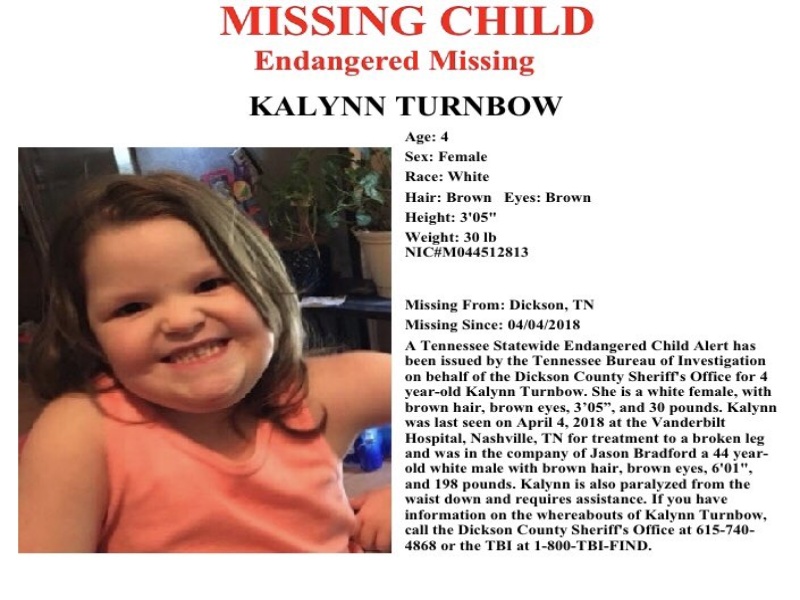 MISSING CHILD
Endangered Missing
KALYNN TURNBOW
Age: 4
Sex: Female
Race: White
Hair: Brown Eyes: Brown
Height: 3'05"
Weight: 30 lb
NIC#M044512813
Missing From: Dickson, TN
Missing Since: 04/04/2018
A Tennessee Statewide Endangered Child Alert has
been issued by the Tennessee Bureau of Investigation
on behalf of the Dickson County Sheriff's Office for 4
year-old Kalynn Turnbow. She is a white female, with
brown hair, brown eyes, 3’05”, and 30 pounds. Kalynn
was last seen on April 4, 2018 at the Vanderbilt
Hospital, Nashville, TN for treatment to a broken leg
and was in the company of Jason Bradford a 44 year-
old white male with brown hair, brown eyes, 6'01",
and 198 pounds. Kalynn is also paralyzed from the
waist down and requires assistance. If you have
information on the whereabouts of Kalynn Turnbow,
call the Dickson County Sheriff's Office at 615-740-
4868 or the TBI at 1-800-TBI-FIND.